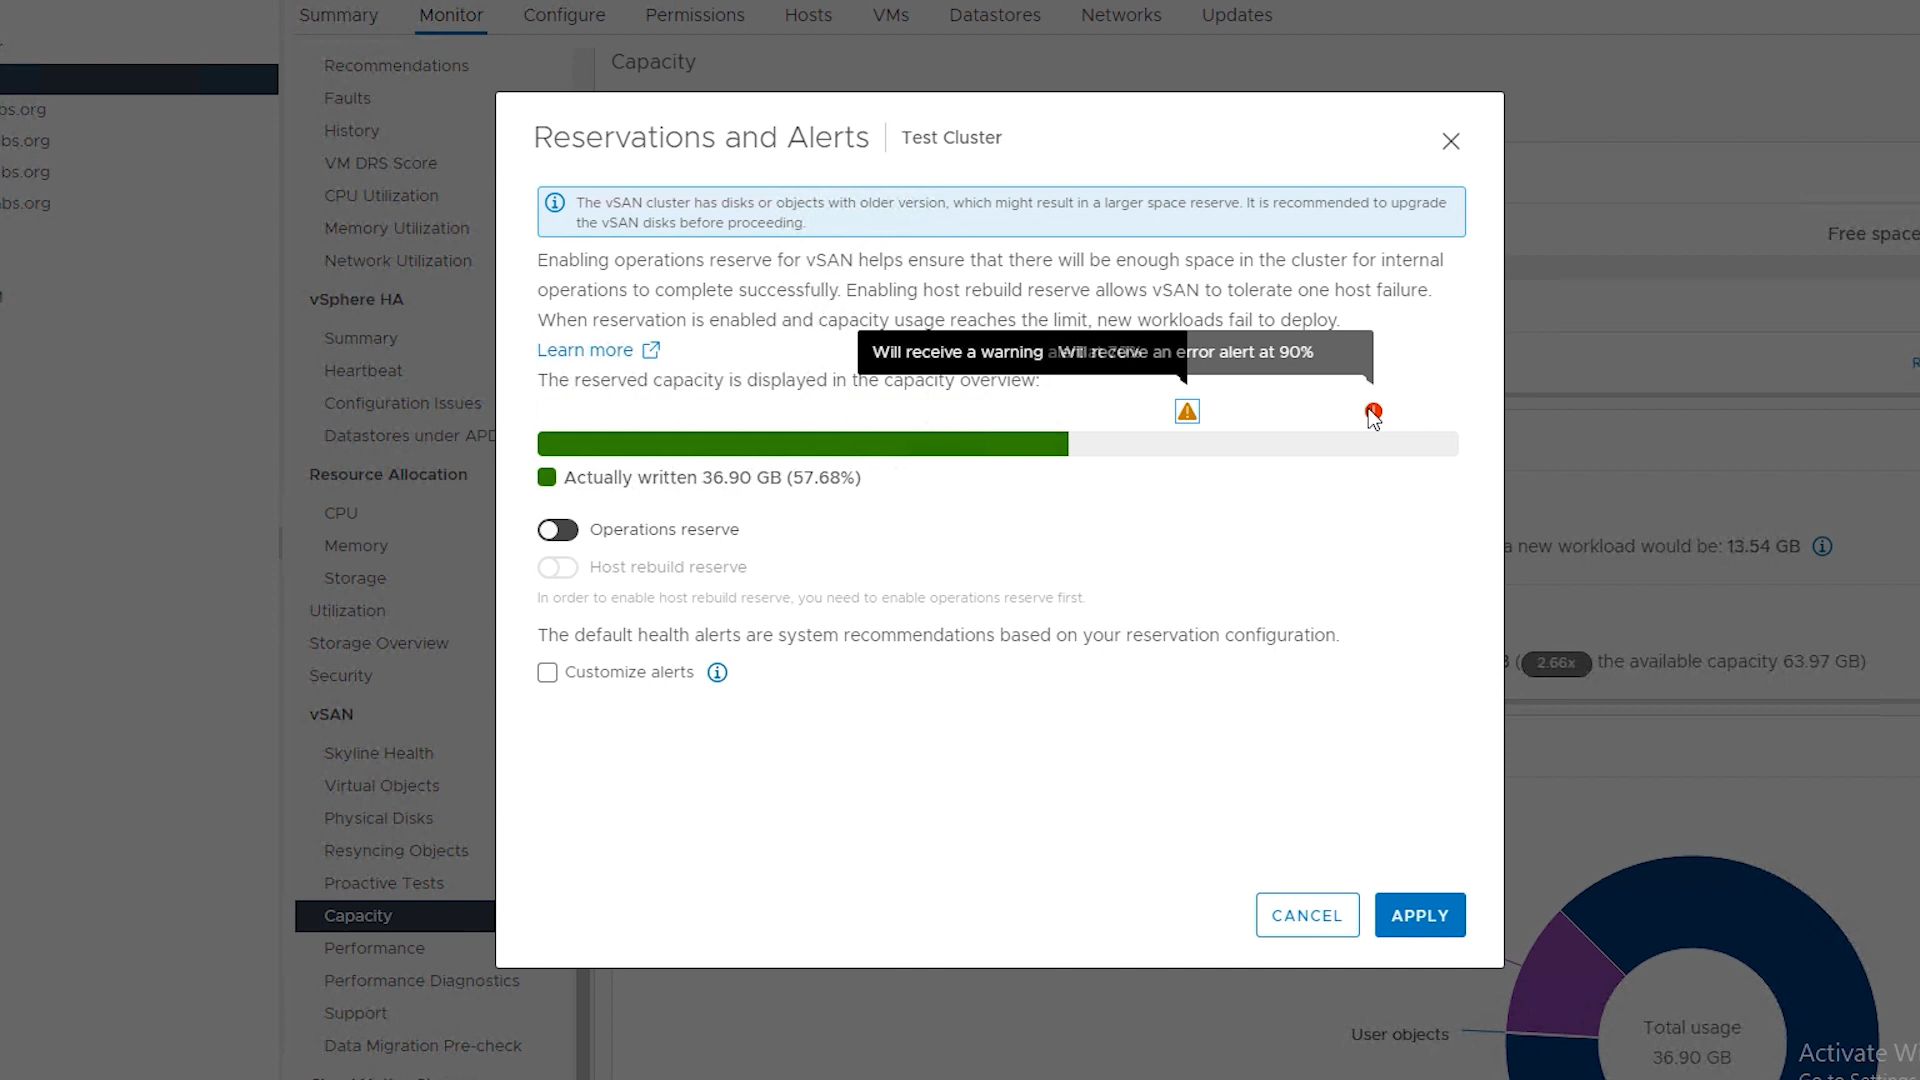 Summary Monitor Configure Permissions Hosts VMs Datastores Networks Updates
bs.org
bs.org
bs.org
abs.org
Recommendations
Faults
History
VM DRS Score
CPU Utilization
Memory Utilization
Network Utilization
vSphere HA
Summary
Heartbeat
Configuration Issues
Datastores under APD
Resource Allocation
CPU
Memory
Storage
Utilization
Storage Overview
Security
vSAN
Skyline Health
Virtual Objects
Physical Disks
Resyncing Objects
Proactive Tests
Capacity
Performance
Performance Diagnostics
Support
Data Migration Pre-check
Capacity
Reservations and Alerts Test Cluster
The vSAN cluster has disks or objects with older version, which might result in a larger space reserve. It is recommended to upgrade
the vSAN disks before proceeding.
Enabling operations reserve for vSAN helps ensure that there will be enough space in the cluster for internal
operations to complete successfully. Enabling host rebuild reserve allows vSAN to tolerate one host failure.
When reservation is enabled and capacity usage reaches the limit, new workloads fail to deploy.
Learn more
Will receive a warning
Will receive an error alert at 90%
The reserved capacity is displayed in the capacity overview:
Actually written 36.90 GB (57.68%)
Operations reserve
Host rebuild reserve
In order to enable host rebuild reserve, you need to enable operations reserve first.
The default health alerts are system recommendations based on your reservation configuration.
Customize alerts
CANCEL APPLY
Free space
a new workload would be: 13.54 GB
( 2.66x the available capacity 63.97 GB)
User objects
Total usage
36.90 GB
Activate Wi